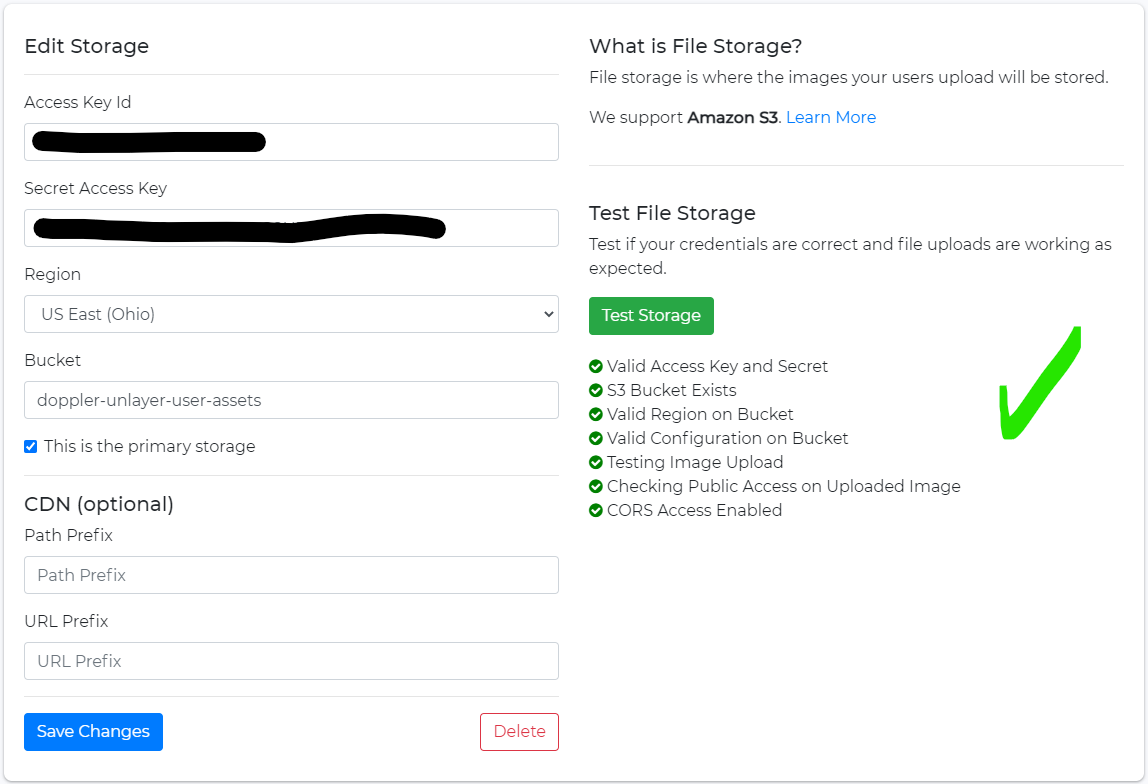 Edit Storage
Access Key Id
Secret Access Key
Region
US East (Ohio)
Bucket
doppler-unlayer-user-assets
This is the primary storage
CDN (optional)
Path Prefix
Path Prefix
URL Prefix
URL Prefix
Save Changes
Delete
What is File Storage?
File storage is where the images your users upload will be stored.
We support Amazon S3. Learn More
Test File Storage
Test if your credentials are correct and file uploads are working as
expected.
Test Storage
Valid Access Key and Secret
S3 Bucket Exists
Valid Region on Bucket
Valid Configuration on Bucket
Testing Image Upload
Checking Public Access on Uploaded Image
CORS Access Enabled